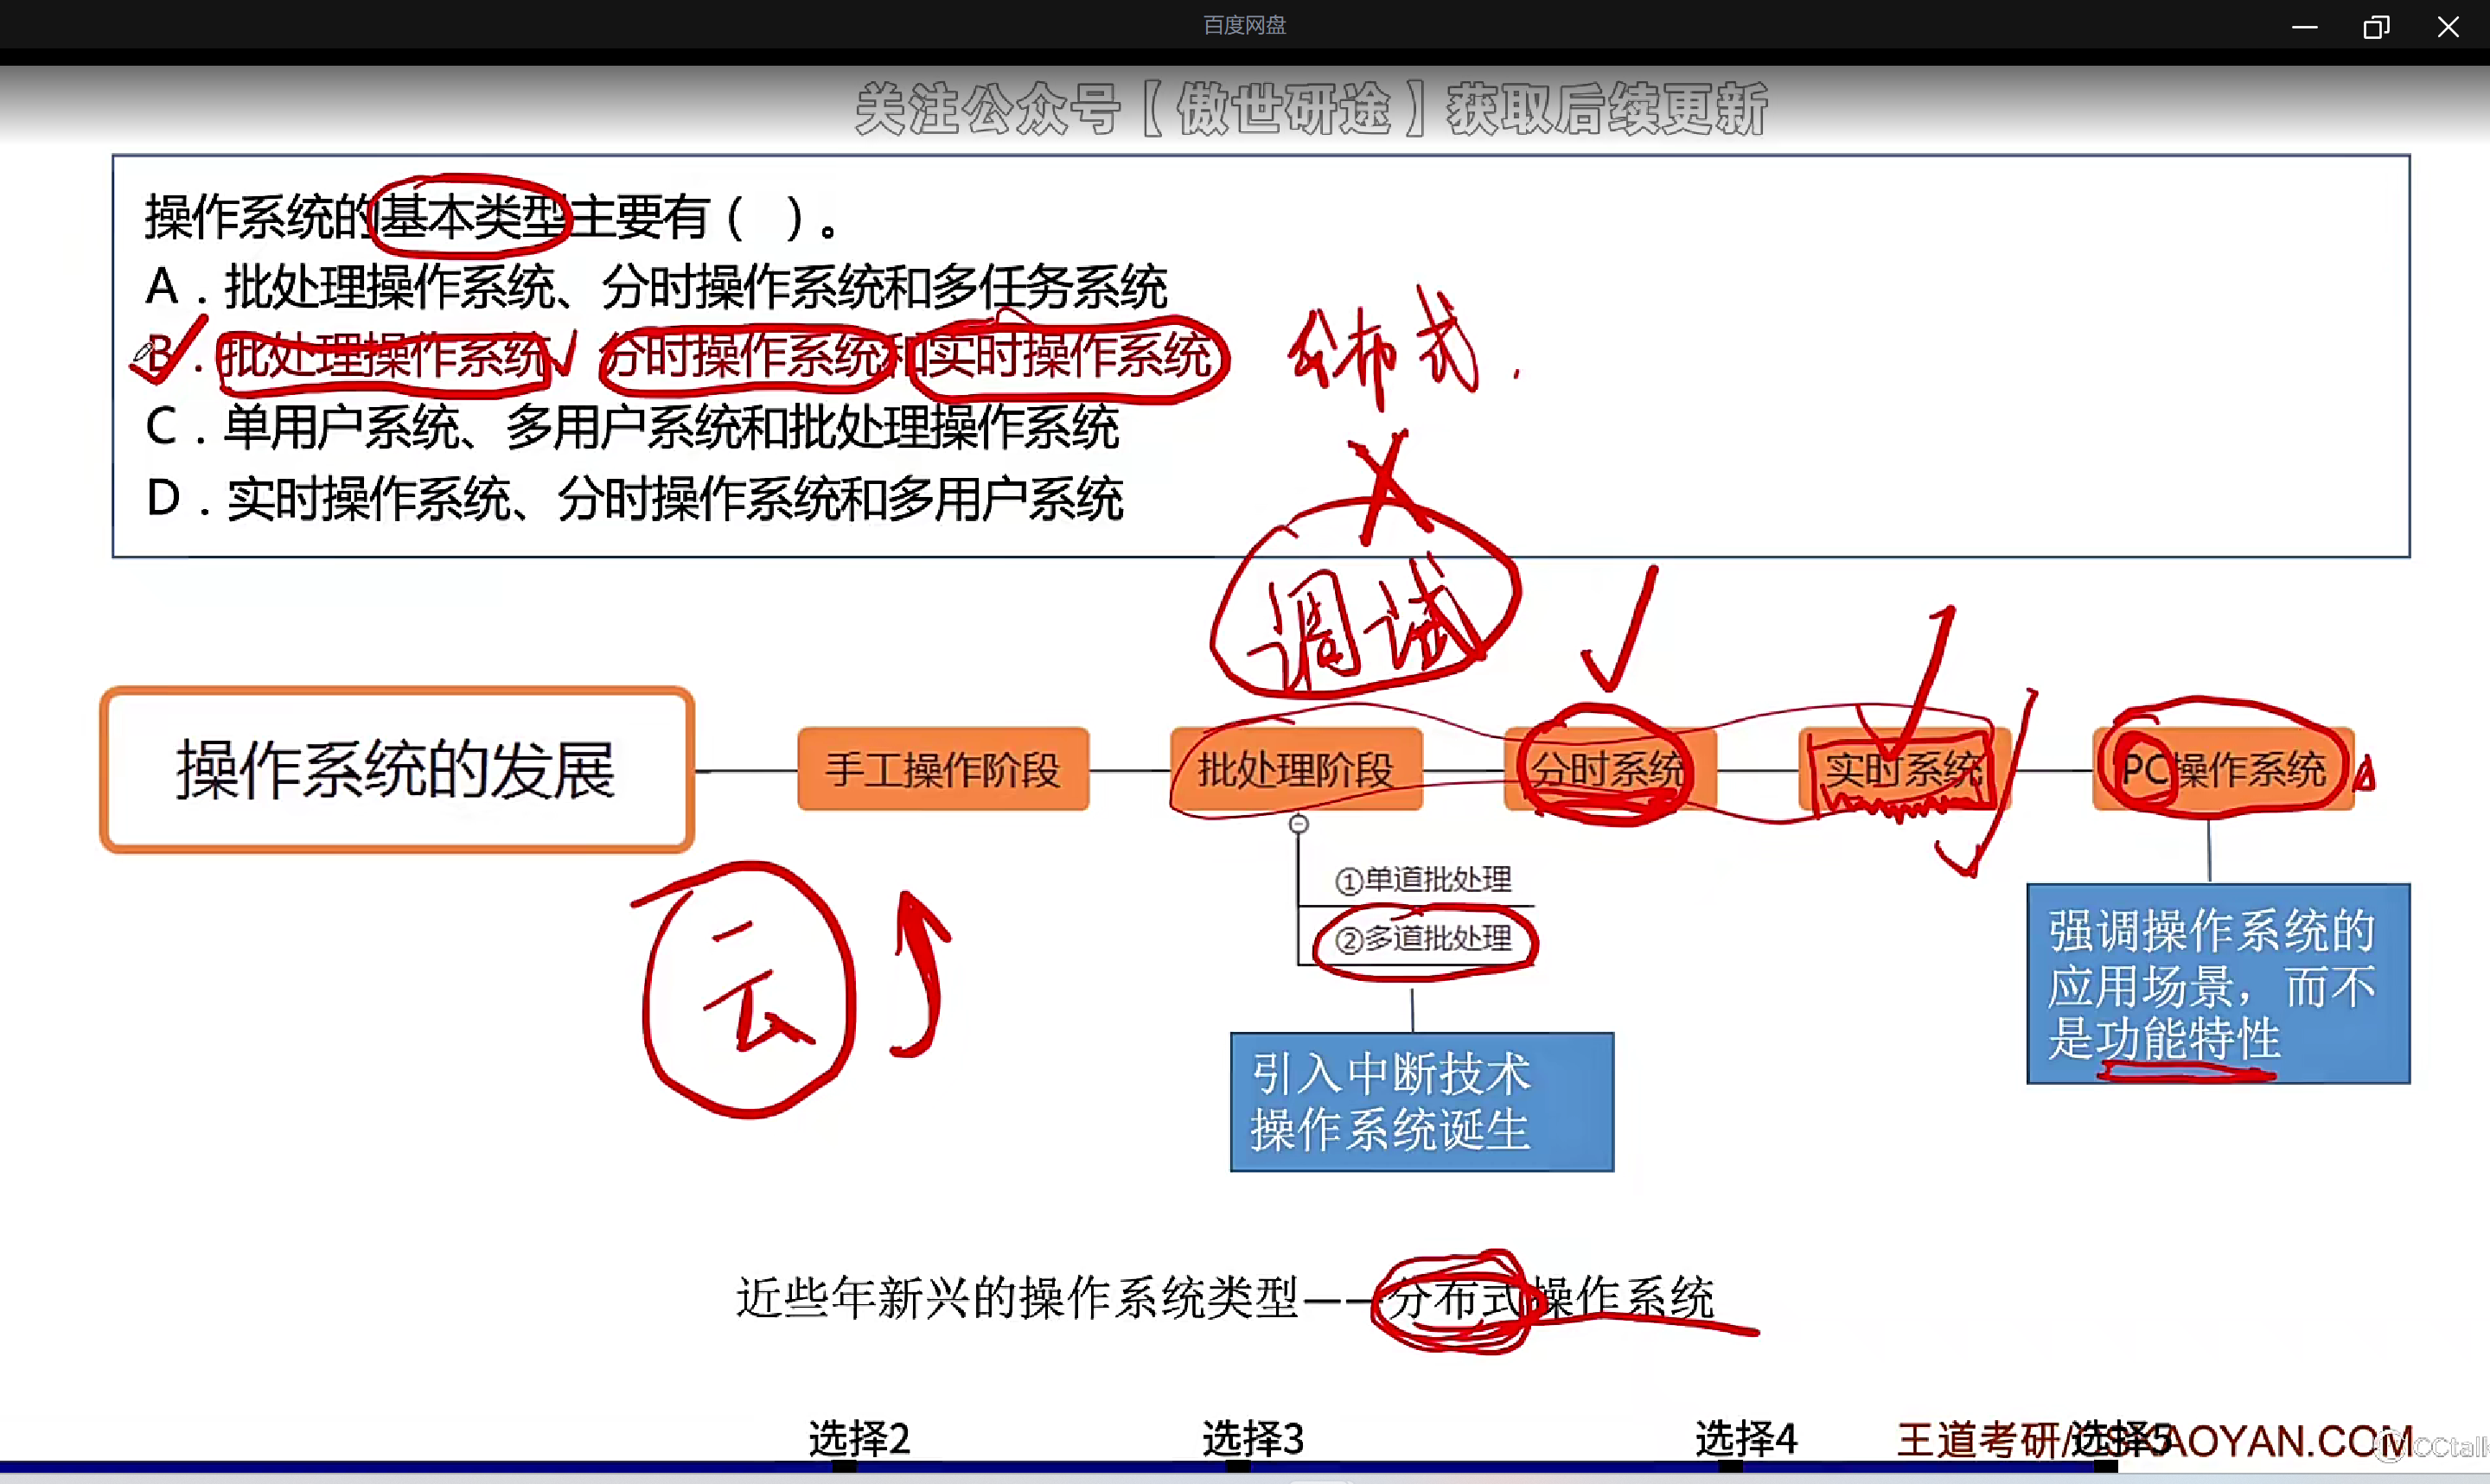 百度网盘
关注公众号【傲世研途】获取后续更新
操作系统的基本类型主要有（ ）。
A．批处理操作系统、分时操作系统和多任务系统
B．批处理操作系统、分时操作系统和实时操作系统
分布式.
C．单用户系统、多用户系统和批处理操作系统
D．实时操作系统、分时操作系统和多用户系统
调试
操作系统的发展
手工操作阶段
批处理阶段
分时系统
实时系统
PC操作系统
①单道批处理
②多道批处理
云
引入中断技术
操作系统诞生
强调操作系统的
应用场景，而不
是功能特性
近些年新兴的操作系统类型——分布式操作系统
选择2
选择3
选择4
选择5
王道考研/CSKAOYAN.COM
CCtalk